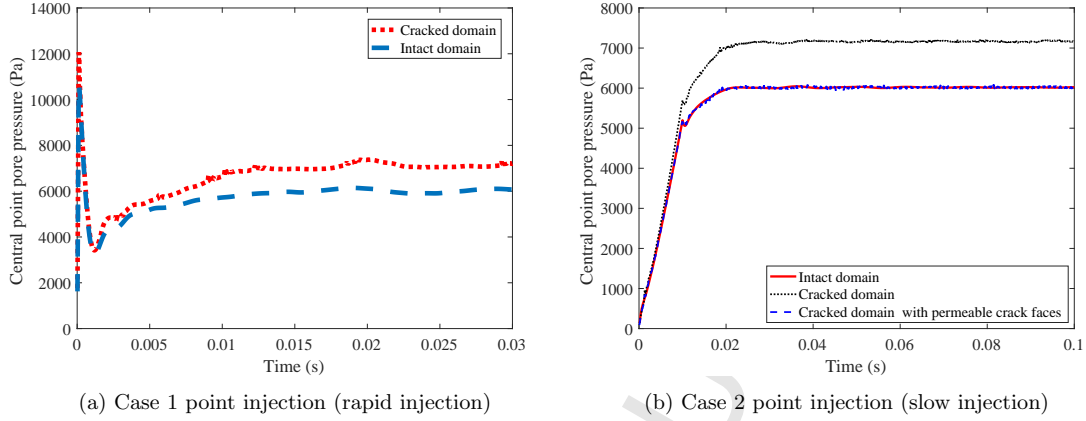 14000
12000
10000
8000
6000
4000
2000
0
Central point pore pressure (Pa)
Cracked domain
Intact domain
0
0.005
0.01
0.015
0.02
0.025
0.03
Time (s)
(a) Case 1 point injection (rapid injection)
8000
7000
6000
5000
4000
3000
2000
1000
0
Central point pore pressure (Pa)
Intact domain
Cracked domain
Cracked domain with permeable crack faces
0
0.02
0.04
0.06
0.08
0.1
Time (s)
(b) Case 2 point injection (slow injection)